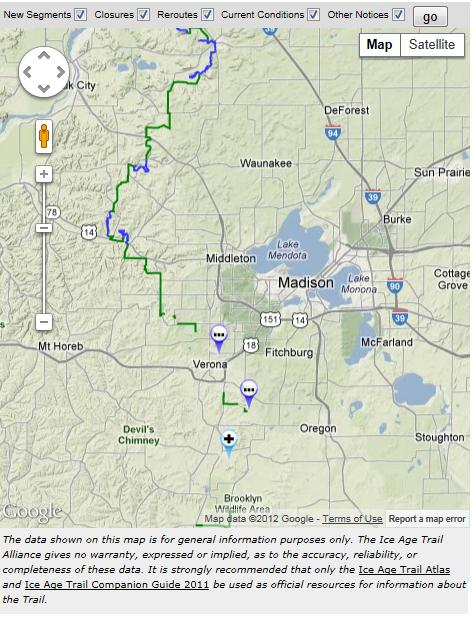 New Segments Closures Reroutes Current Conditions Other Notices go
Map Satellite
k City
DeForest
94
Waunakee
Sun Prairie
39
78
14
Burke
Lake
Mendota
Middleton
Madison
Lake
Monona
Cottage
Grove
90
151 14
39
Mt Horeb
18
McFarland
Verona
Fitchburg
Devil's
Chimney
Oregon
Stoughton
Brooklyn
Wildlife Area
Google
Map data ©2012 Google - Terms of Use Report a map error
The data shown on this map is for general information purposes only. The Ice Age Trail
Alliance gives no warranty, expressed or implied, as to the accuracy, reliability, or
completeness of these data. It is strongly recommended that only the Ice Age Trail Atlas
and Ice Age Trail Companion Guide 2011 be used as official resources for information about
the Trail.